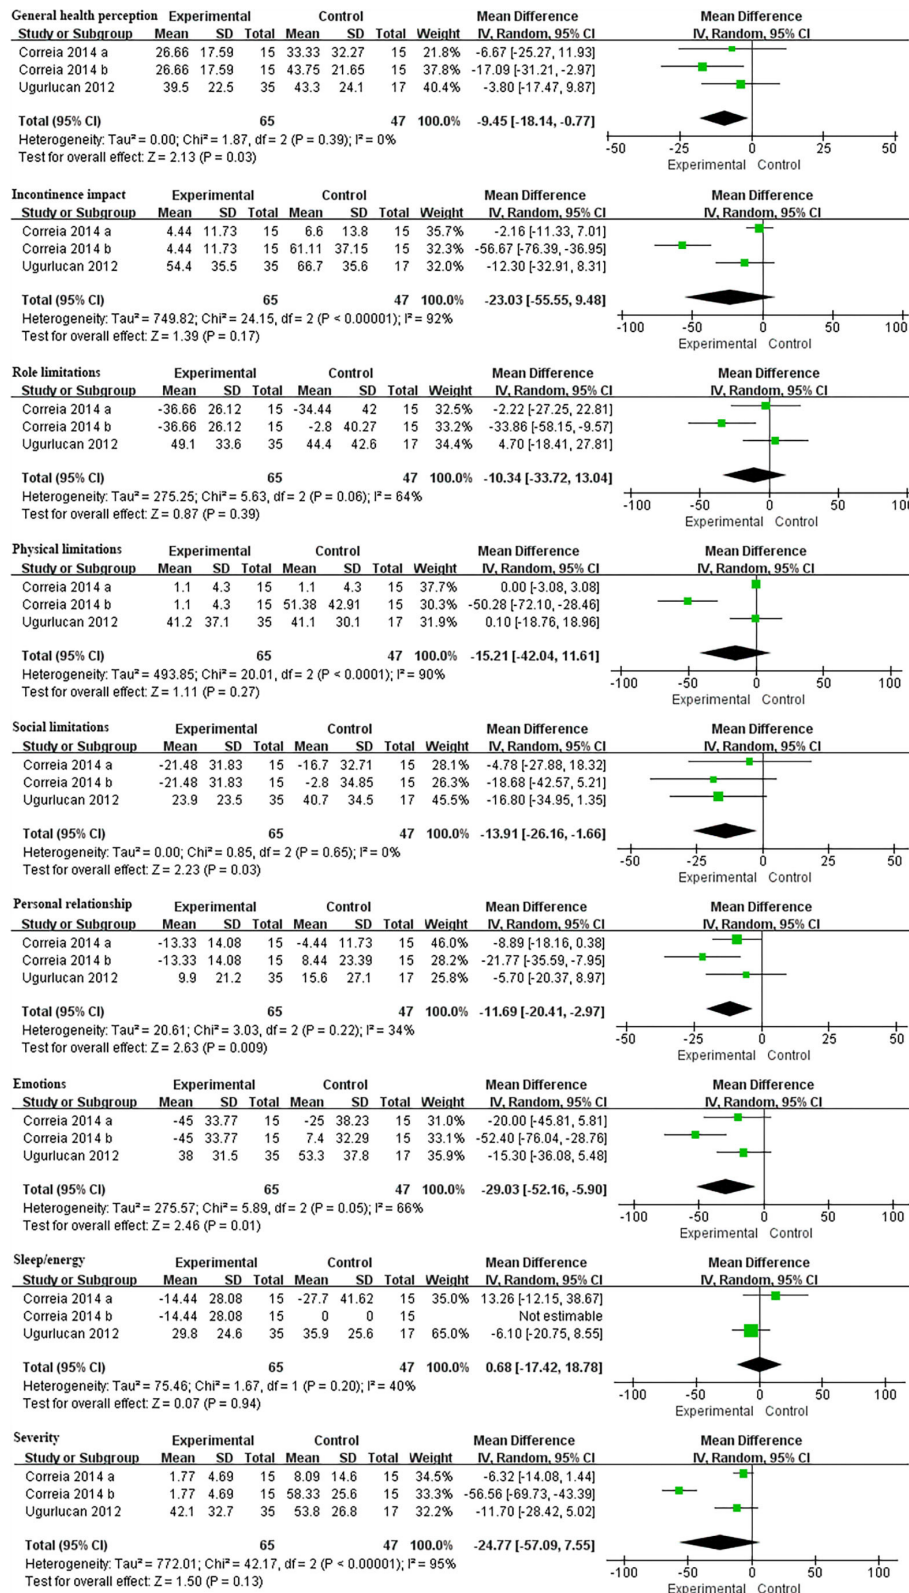 General health perception Experimental Control Mean Difference Mean Difference
Study or Subgroup Mean SD Total Mean SD Total Weight IV, Random, 95% CI IV, Random, 95% CI
Correia 2014 a 26.66 17.59 15 33.33 32.27 15 21.8% -6.67 [-25.27, 11.93]
Correia 2014 b 26.66 17.59 15 43.75 21.65 15 37.8% -17.09 [-31.21, -2.97]
Ugurlucan 2012 39.5 22.5 35 43.3 24.1 17 40.4% -3.80 [-17.47, 9.87]
Total (95% CI) 65 47 100.0% -9.45 [-18.14, -0.77]
Heterogeneity: Tau² = 0.00; Chi² = 1.87, df = 2 (P = 0.39); I² = 0%
Test for overall effect: Z = 2.13 (P = 0.03)
-50 -25 0 25 50
Experimental Control
Incontinence impact Experimental Control Mean Difference Mean Difference
Study or Subgroup Mean SD Total Mean SD Total Weight IV, Random, 95% CI IV, Random, 95% CI
Correia 2014 a 4.44 11.73 15 6.6 13.8 15 35.7% -2.16 [-11.33, 7.01]
Correia 2014 b 4.44 11.73 15 61.11 37.15 15 32.3% -56.67 [-76.39, -36.95]
Ugurlucan 2012 54.4 35.5 35 66.7 35.6 17 32.0% -12.30 [-32.91, 8.31]
Total (95% CI) 65 47 100.0% -23.03 [-55.55, 9.48]
Heterogeneity: Tau² = 749.82; Chi² = 24.15, df = 2 (P < 0.00001); I² = 92%
Test for overall effect: Z = 1.39 (P = 0.17)
-100 -50 0 50 100
Experimental Control
Role limitations Experimental Control Mean Difference Mean Difference
Study or Subgroup Mean SD Total Mean SD Total Weight IV, Random, 95% CI IV, Random, 95% CI
Correia 2014 a -36.66 26.12 15 -34.44 42 15 32.5% -2.22 [-27.25, 22.81]
Correia 2014 b -36.66 26.12 15 -2.8 40.27 15 33.2% -33.86 [-58.15, -9.57]
Ugurlucan 2012 49.1 33.6 35 44.4 42.6 17 34.4% 4.70 [-18.41, 27.81]
Total (95% CI) 65 47 100.0% -10.34 [-33.72, 13.04]
Heterogeneity: Tau² = 275.25; Chi² = 5.63, df = 2 (P = 0.06); I² = 64%
Test for overall effect: Z = 0.87 (P = 0.39)
-100 -50 0 50 100
Experimental Control
Physical limitations Experimental Control Mean Difference Mean Difference
Study or Subgroup Mean SD Total Mean SD Total Weight IV, Random, 95% CI IV, Random, 95% CI
Correia 2014 a 1.1 4.3 15 1.1 4.3 15 37.7% 0.00 [-3.08, 3.08]
Correia 2014 b 1.1 4.3 15 51.38 42.91 15 30.3% -50.28 [-72.10, -28.46]
Ugurlucan 2012 41.2 37.1 35 41.1 30.1 17 31.9% 0.10 [-18.76, 18.96]
Total (95% CI) 65 47 100.0% -15.21 [-42.04, 11.61]
Heterogeneity: Tau² = 493.85; Chi² = 20.01, df = 2 (P < 0.0001); I² = 90%
Test for overall effect: Z = 1.11 (P = 0.27)
-100 -50 0 50 100
Experimental Control
Social limitations Experimental Control Mean Difference Mean Difference
Study or Subgroup Mean SD Total Mean SD Total Weight IV, Random, 95% CI IV, Random, 95% CI
Correia 2014 a -21.48 31.83 15 -16.7 32.71 15 28.1% -4.78 [-27.88, 18.32]
Correia 2014 b -21.48 31.83 15 -2.8 34.85 15 26.3% -18.68 [-42.57, 5.21]
Ugurlucan 2012 23.9 23.5 35 40.7 34.5 17 45.5% -16.80 [-34.95, 1.35]
Total (95% CI) 65 47 100.0% -13.91 [-26.16, -1.66]
Heterogeneity: Tau² = 0.00; Chi² = 0.85, df = 2 (P = 0.65); I² = 0%
Test for overall effect: Z = 2.23 (P = 0.03)
-50 -25 0 25 50
Experimental Control
Personal relationship Experimental Control Mean Difference Mean Difference
Study or Subgroup Mean SD Total Mean SD Total Weight IV, Random, 95% CI IV, Random, 95% CI
Correia 2014 a -13.33 14.08 15 -4.44 11.73 15 46.0% -8.89 [-18.16, 0.38]
Correia 2014 b -13.33 14.08 15 8.44 23.39 15 28.2% -21.77 [-35.59, -7.95]
Ugurlucan 2012 9.9 21.2 35 15.6 27.1 17 25.8% -5.70 [-20.37, 8.97]
Total (95% CI) 65 47 100.0% -11.69 [-20.41, -2.97]
Heterogeneity: Tau² = 20.61; Chi² = 3.03, df = 2 (P = 0.22); I² = 34%
Test for overall effect: Z = 2.63 (P = 0.009)
-50 -25 0 25 50
Experimental Control
Emotions Experimental Control Mean Difference Mean Difference
Study or Subgroup Mean SD Total Mean SD Total Weight IV, Random, 95% CI IV, Random, 95% CI
Correia 2014 a -45 33.77 15 -25 38.23 15 31.0% -20.00 [-45.81, 5.81]
Correia 2014 b -45 33.77 15 7.4 32.29 15 33.1% -52.40 [-76.04, -28.76]
Ugurlucan 2012 38 31.5 35 53.3 37.8 17 35.9% -15.30 [-36.08, 5.48]
Total (95% CI) 65 47 100.0% -29.03 [-52.16, -5.90]
Heterogeneity: Tau² = 275.57; Chi² = 5.89, df = 2 (P = 0.05); I² = 66%
Test for overall effect: Z = 2.46 (P = 0.01)
-100 -50 0 50 100
Experimental Control
Sleep/energy Experimental Control Mean Difference Mean Difference
Study or Subgroup Mean SD Total Mean SD Total Weight IV, Random, 95% CI IV, Random, 95% CI
Correia 2014 a -14.44 28.08 15 -27.7 41.62 15 35.0% 13.26 [-12.15, 38.67]
Correia 2014 b -14.44 28.08 15 0 0 15 Not estimable
Ugurlucan 2012 29.8 24.6 35 35.9 25.6 17 65.0% -6.10 [-20.75, 8.55]
Total (95% CI) 65 47 100.0% 0.68 [-17.42, 18.78]
Heterogeneity: Tau² = 75.46; Chi² = 1.67, df = 1 (P = 0.20); I² = 40%
Test for overall effect: Z = 0.07 (P = 0.94)
-100 -50 0 50 100
Experimental Control
Severity Experimental Control Mean Difference Mean Difference
Study or Subgroup Mean SD Total Mean SD Total Weight IV, Random, 95% CI IV, Random, 95% CI
Correia 2014 a 1.77 4.69 15 8.09 14.6 15 34.5% -6.32 [-14.08, 1.44]
Correia 2014 b 1.77 4.69 15 58.33 25.6 15 33.3% -56.56 [-69.73, -43.39]
Ugurlucan 2012 42.1 32.7 35 53.8 26.8 17 32.2% -11.70 [-28.42, 5.02]
Total (95% CI) 65 47 100.0% -24.77 [-57.09, 7.55]
Heterogeneity: Tau² = 772.01; Chi² = 42.17, df = 2 (P < 0.00001); I² = 95%
Test for overall effect: Z = 1.50 (P = 0.13)
-100 -50 0 50 100
Experimental Control